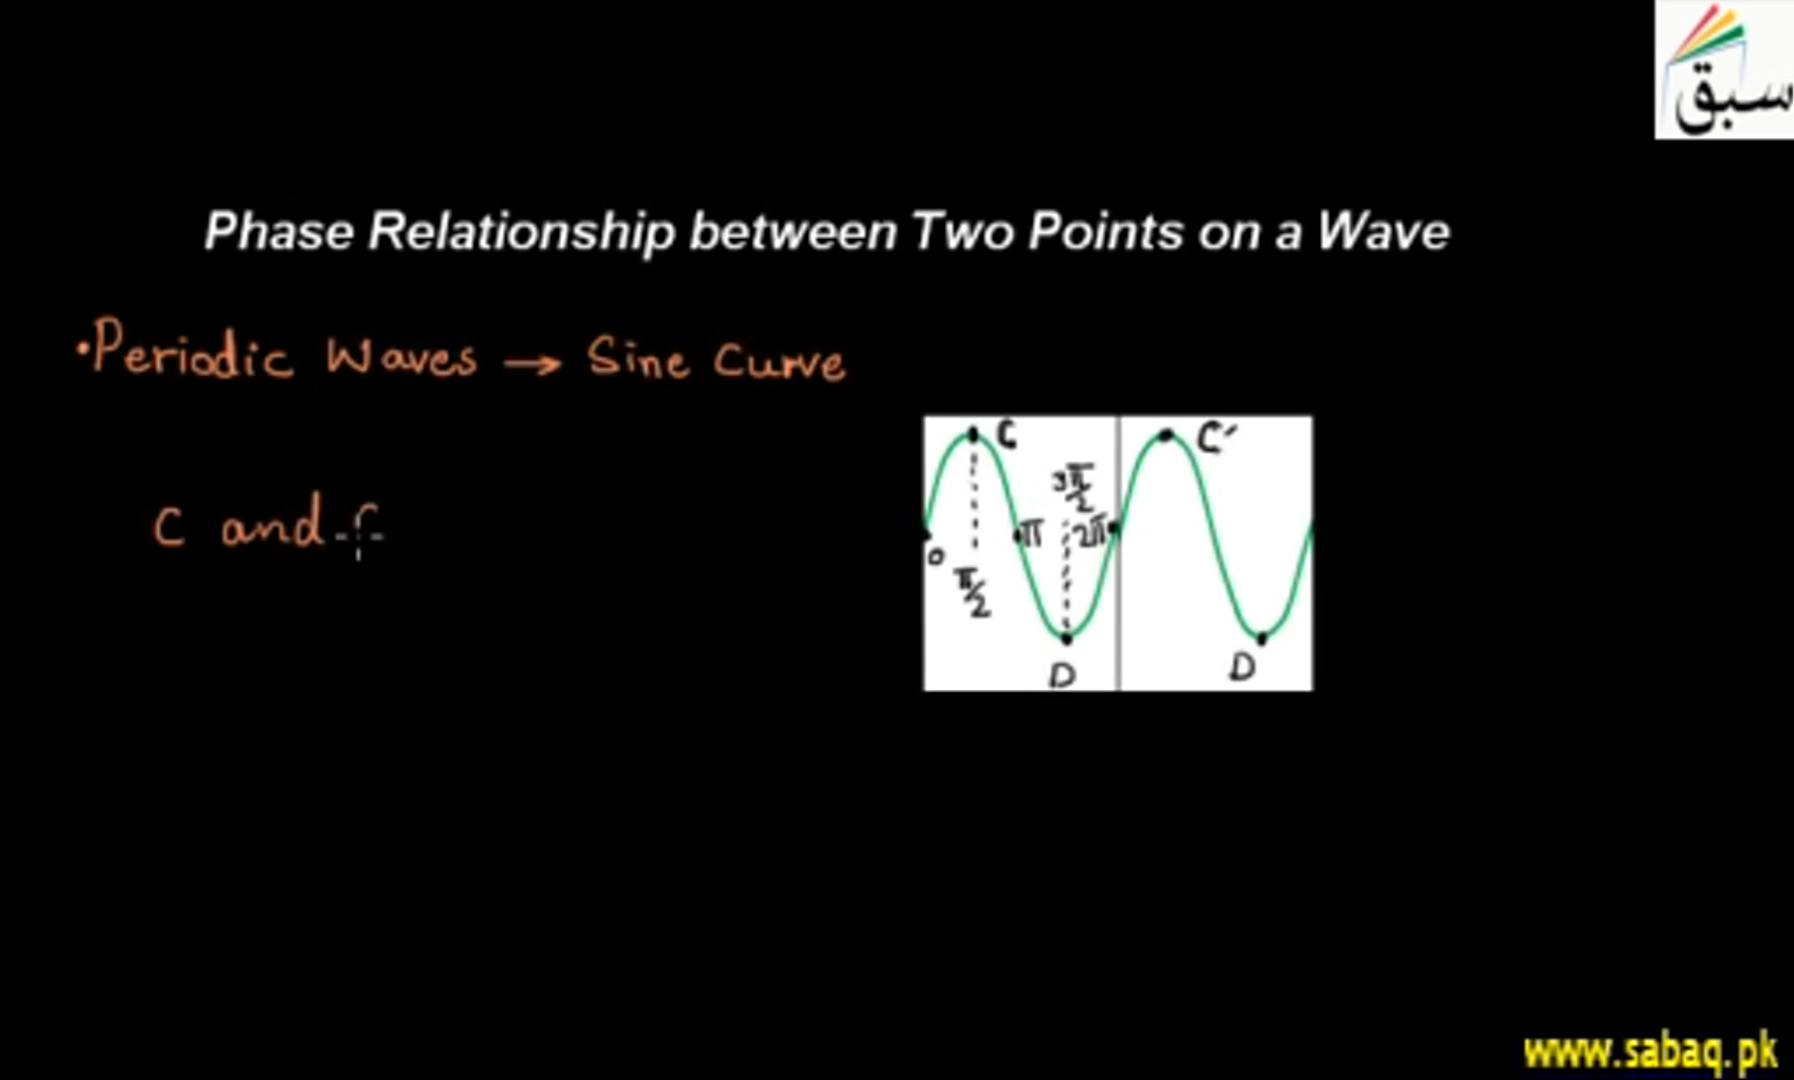 سبق
Phase Relationship between Two Points on a Wave
·Periodic Waves → Sine Curve
C and
C
C′
3π/2
π
2π
0
π/2
D
D
www.sabaq.pk